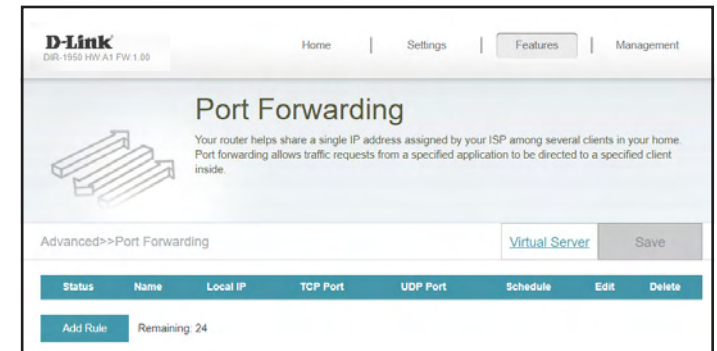 D-Link
DIR-1950 HW:A1 FW:1.00
Home | Settings | Features | Management
Port Forwarding
Your router helps share a single IP address assigned by your ISP among several clients in your home.
Port forwarding allows traffic requests from a specified application to be directed to a specified client
inside.
Advanced>>Port Forwarding Virtual Server Save
Status Name Local IP TCP Port UDP Port Schedule Edit Delete
Add Rule Remaining: 24